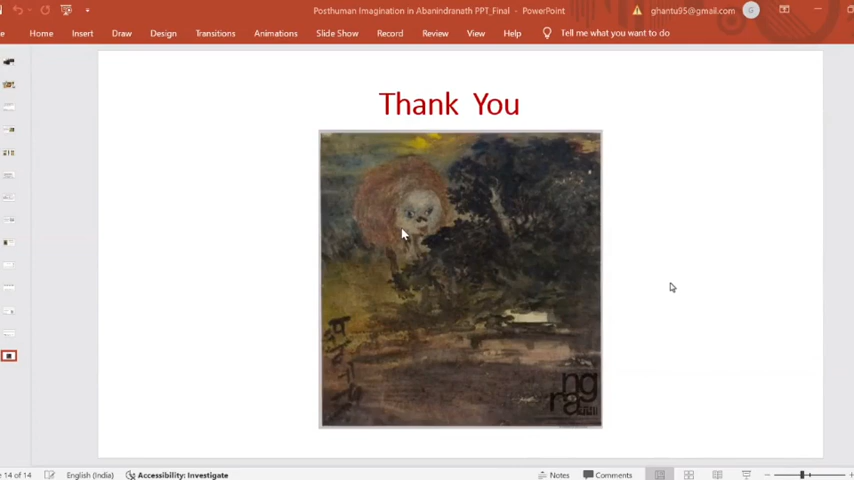 Posthuman Imagination in Abanindranath PPT_Final - PowerPoint
ghantu95@gmail.com
G
Home Insert Draw Design Transitions Animations Slide Show Record Review View Help Tell me what you want to do
Thank You
ng
ra
14 of 14 English (India) Accessibility: Investigate Notes Comments